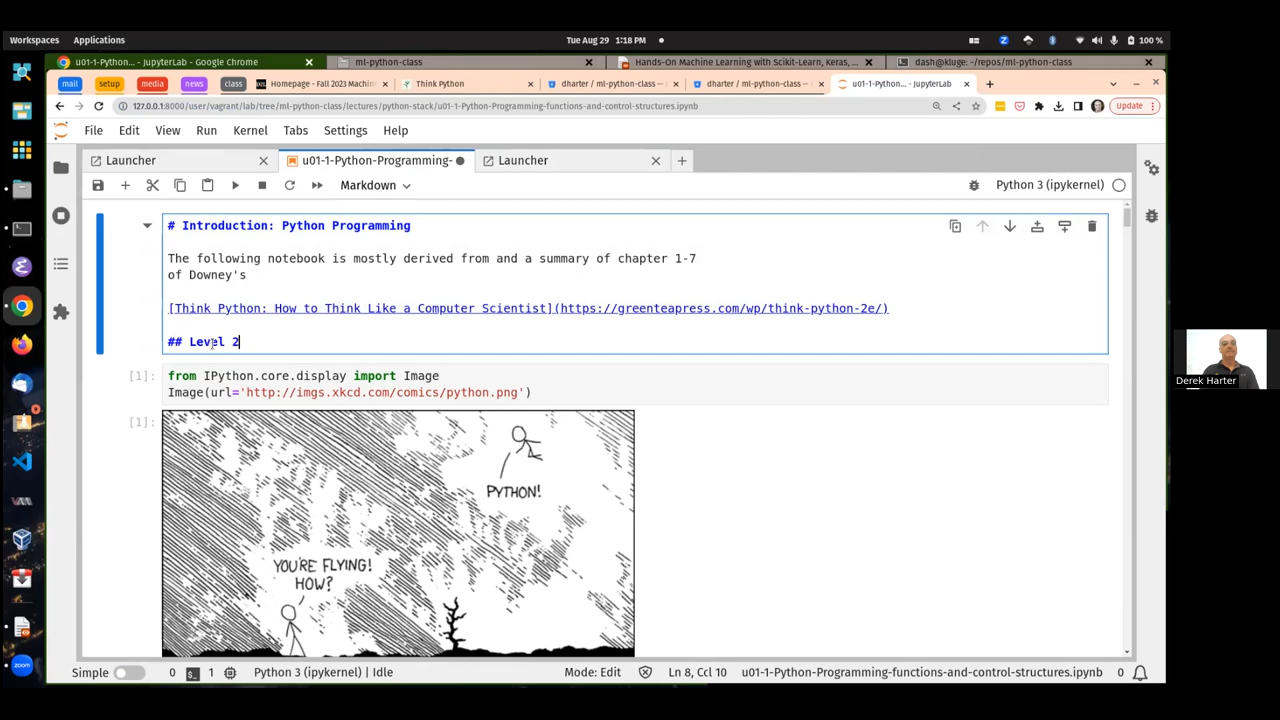 Workspaces Applications Tue Aug 29 1:18 PM 100 %
u01-1-Python... - JupyterLab - Google Chrome ml-python-class Hands-On Machine Learning with Scikit-Learn, Keras, ... dash@kluge: ~/repos/ml-python-class
mail setup media news class Homepage - Fall 2023 Machin Think Python dharter / ml-python-class — dharter / ml-python-class — u01-1-Python... - JupyterLab
127.0.0.1:8000/user/vagrant/lab/tree/ml-python-class/lectures/python-stack/u01-1-Python-Programming-functions-and-control-structures.ipynb Update
File Edit View Run Kernel Tabs Settings Help
Launcher u01-1-Python-Programming- Launcher
Markdown Python 3 (ipykernel)
# Introduction: Python Programming
The following notebook is mostly derived from and a summary of chapter 1-7
of Downey's
[Think Python: How to Think Like a Computer Scientist](https://greenteapress.com/wp/think-python-2e/)
## Level 2
[1]: from IPython.core.display import Image
Image(url='http://imgs.xkcd.com/comics/python.png')
[1]:
PYTHON!
YOU'RE FLYING!
HOW?
Derek Harter
Simple 0 1 Python 3 (ipykernel) | Idle Mode: Edit Ln 8, Col 10 u01-1-Python-Programming-functions-and-control-structures.ipynb 0
zoom